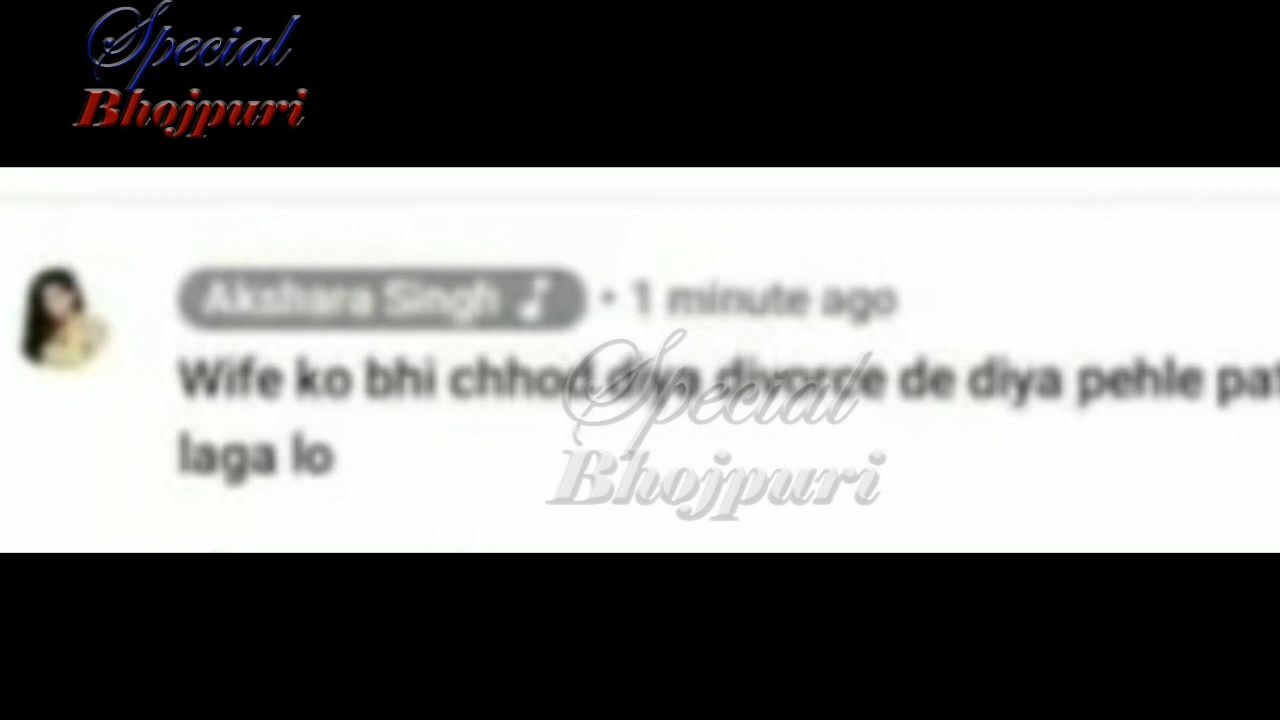 Special
Bhojpuri
Akshara Singh ♪ • 1 minute ago
Wife ko bhi chhod diya divorce de diya pehle
laga lo
Special
Bhojpuri